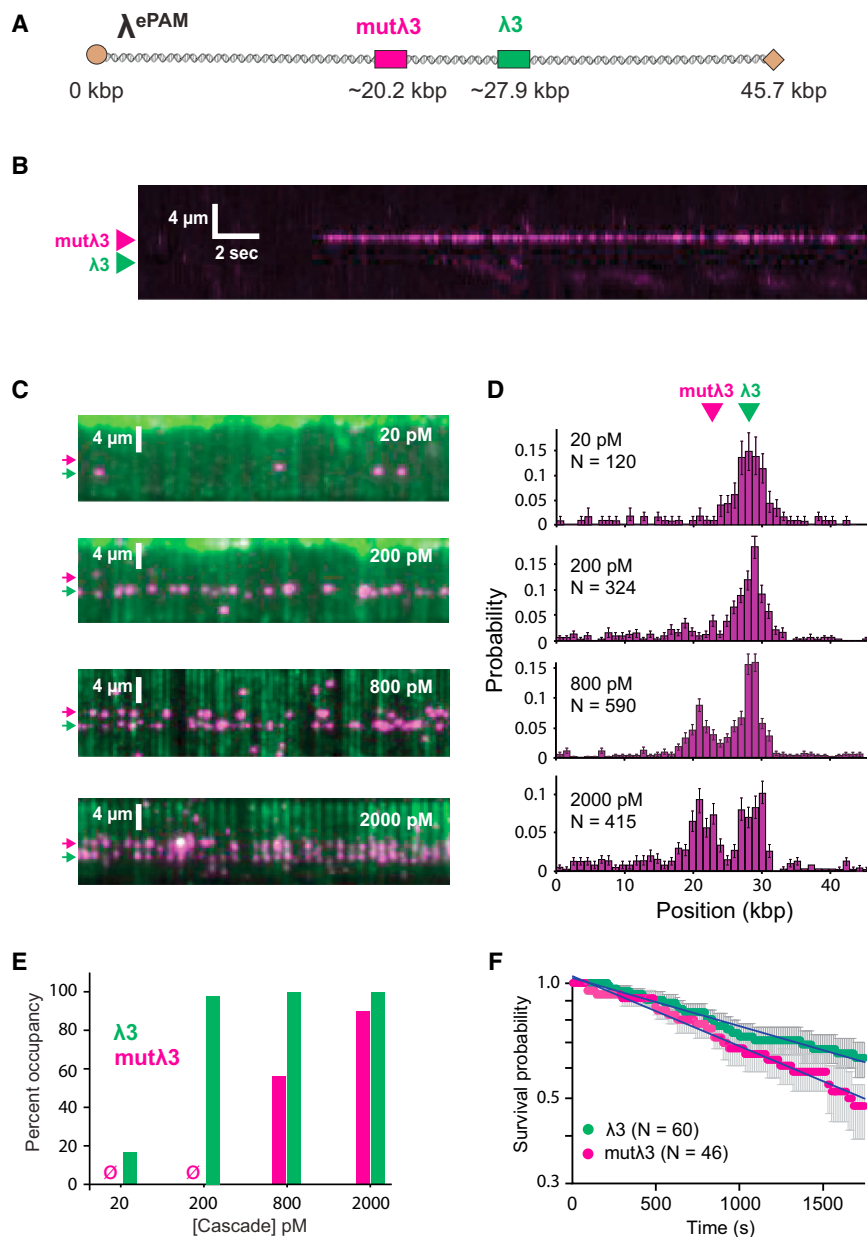 A
λePAM
mutλ3
λ3
0 kbp
~20.2 kbp
~27.9 kbp
45.7 kbp
B
mutλ3
λ3
4 μm
2 sec
C
4 μm
20 pM
4 μm
200 pM
4 μm
800 pM
4 μm
2000 pM
D
mutλ3
λ3
Probability
0.15
0.1
0.05
0
20 pM
N = 120
0.15
0.1
0.05
0
200 pM
N = 324
0.15
0.1
0.05
0
800 pM
N = 590
0.1
0.05
0
2000 pM
N = 415
0 10 20 30 40
Position (kbp)
E
Percent occupancy
100
80
60
40
20
0
λ3
mutλ3
Ø Ø
20 200 800 2000
[Cascade] pM
F
Survival probability
1.0
0.5
0.3
λ3 (N = 60)
mutλ3 (N = 46)
0 500 1000 1500
Time (s)